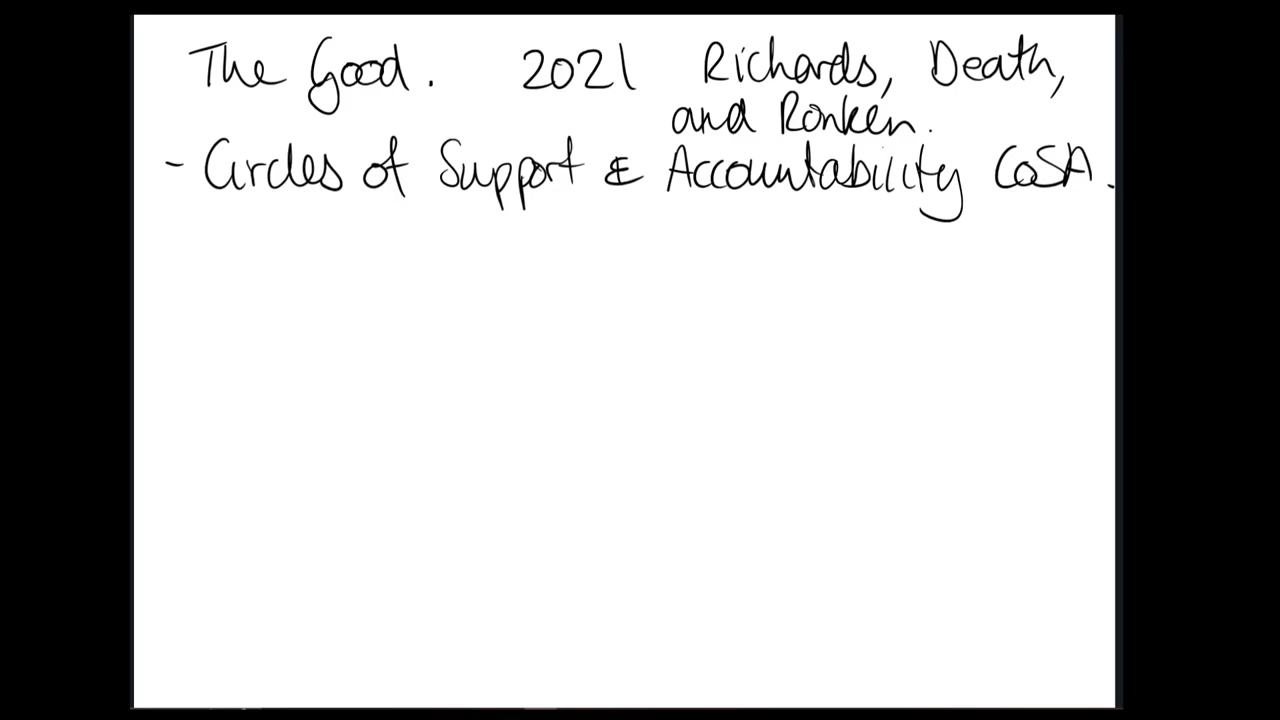 The Good. 2021 Richards, Death,
and Ronken.
- Circles of Support & Accountability CoSA.